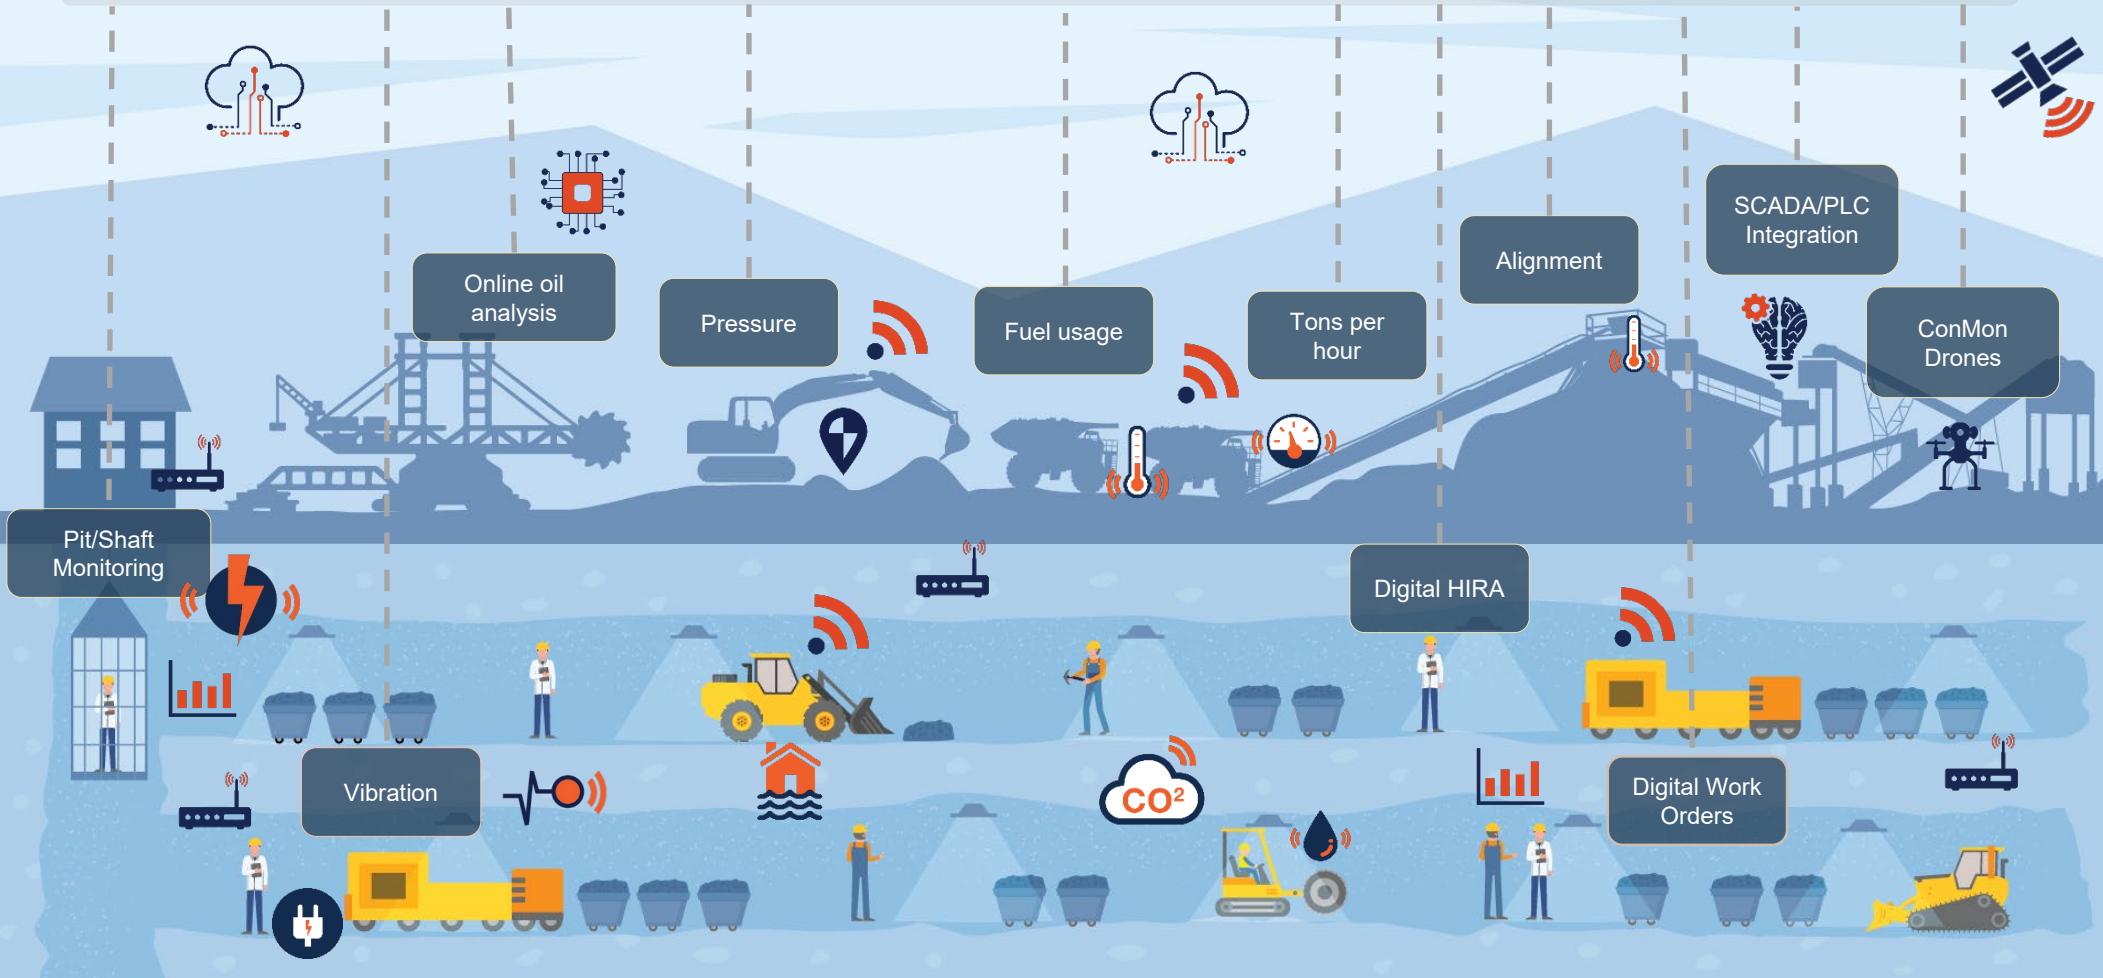 SCADA/PLC
Integration
Alignment
Online oil
analysis
Pressure
Fuel usage
Tons per
hour
ConMon
Drones
Pit/Shaft
Monitoring
Digital HIRA
Vibration
CO²
Digital Work
Orders